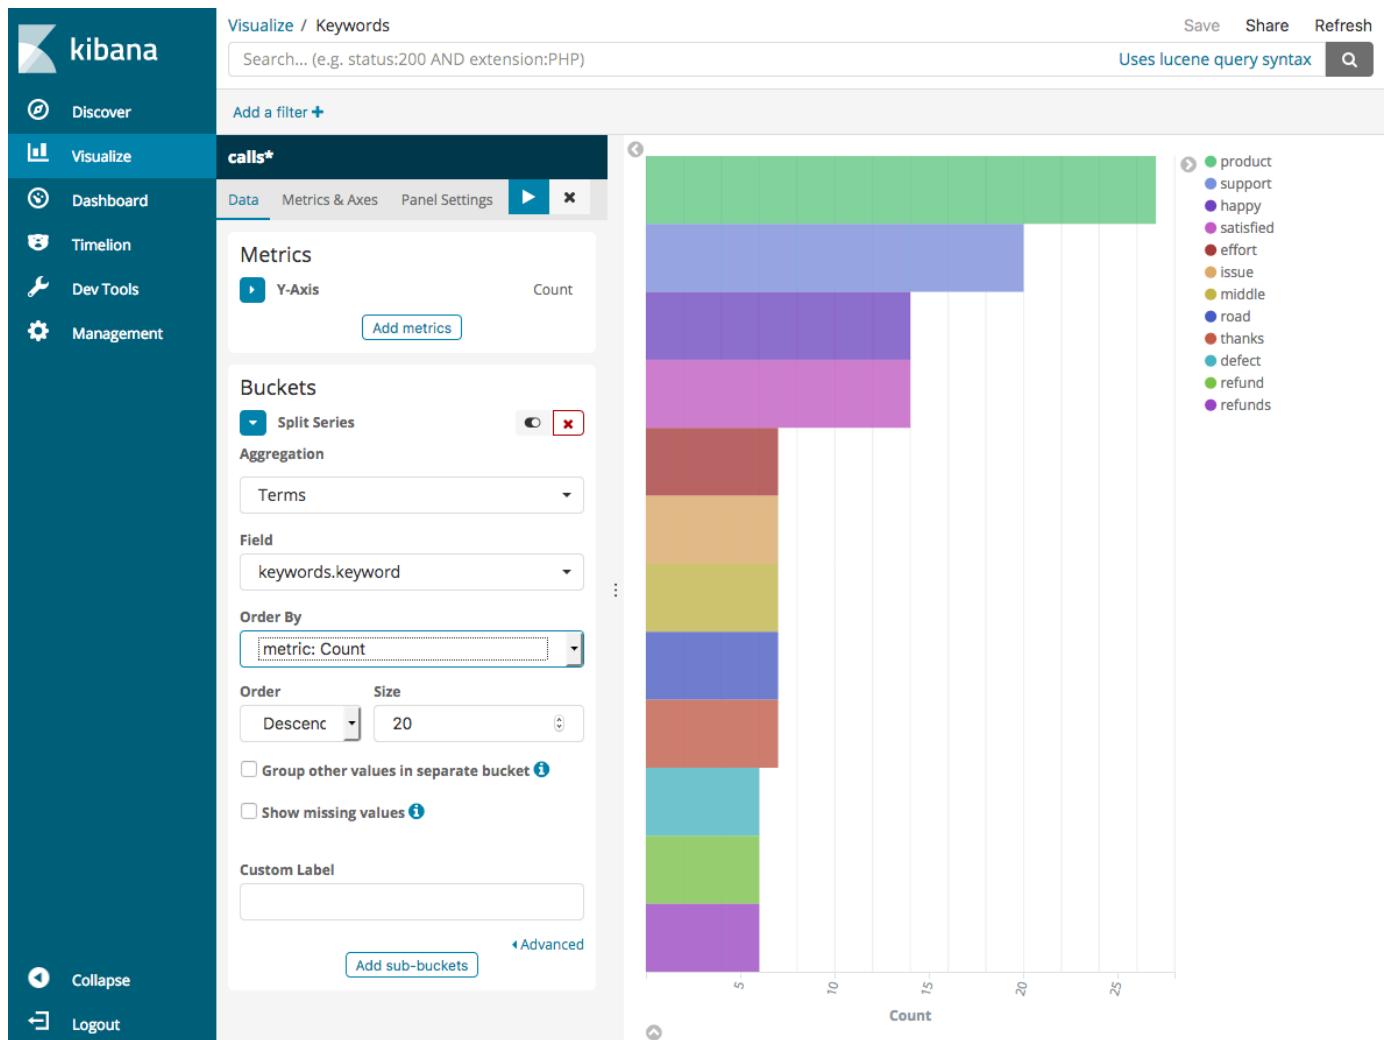 kibana
Discover
Visualize
Dashboard
Timelion
Dev Tools
Management
Collapse
Logout
Visualize / Keywords
Save Share Refresh
Search... (e.g. status:200 AND extension:PHP)
Uses lucene query syntax
Add a filter
calls*
Data Metrics & Axes Panel Settings
Metrics
Y-Axis Count
Add metrics
Buckets
Split Series
Aggregation
Terms
Field
keywords.keyword
Order By
metric: Count
Order Size
Descenc 20
Group other values in separate bucket
Show missing values
Custom Label
Advanced
Add sub-buckets
5 10 15 20 25
Count
product
support
happy
satisfied
effort
issue
middle
road
thanks
defect
refund
refunds